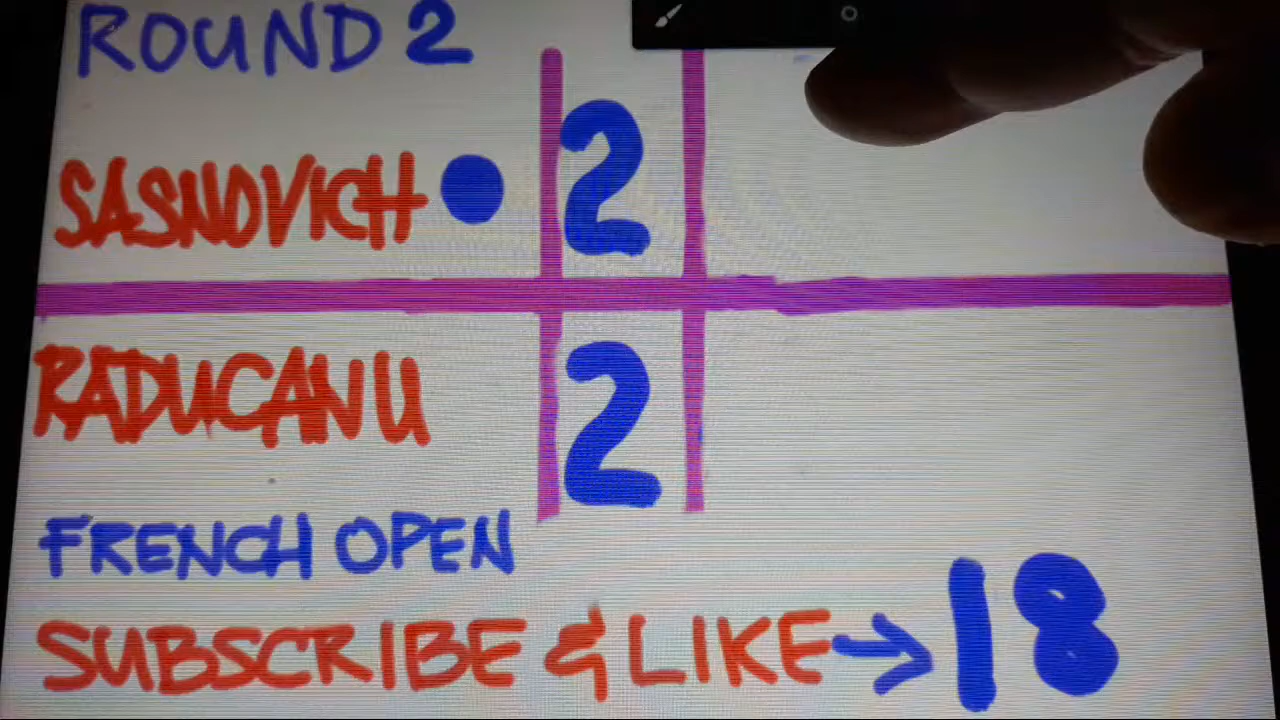 ROUND 2
SASNOVICH 2
RADUCANU 2
FRENCH OPEN
SUBSCRIBE & LIKE → 18